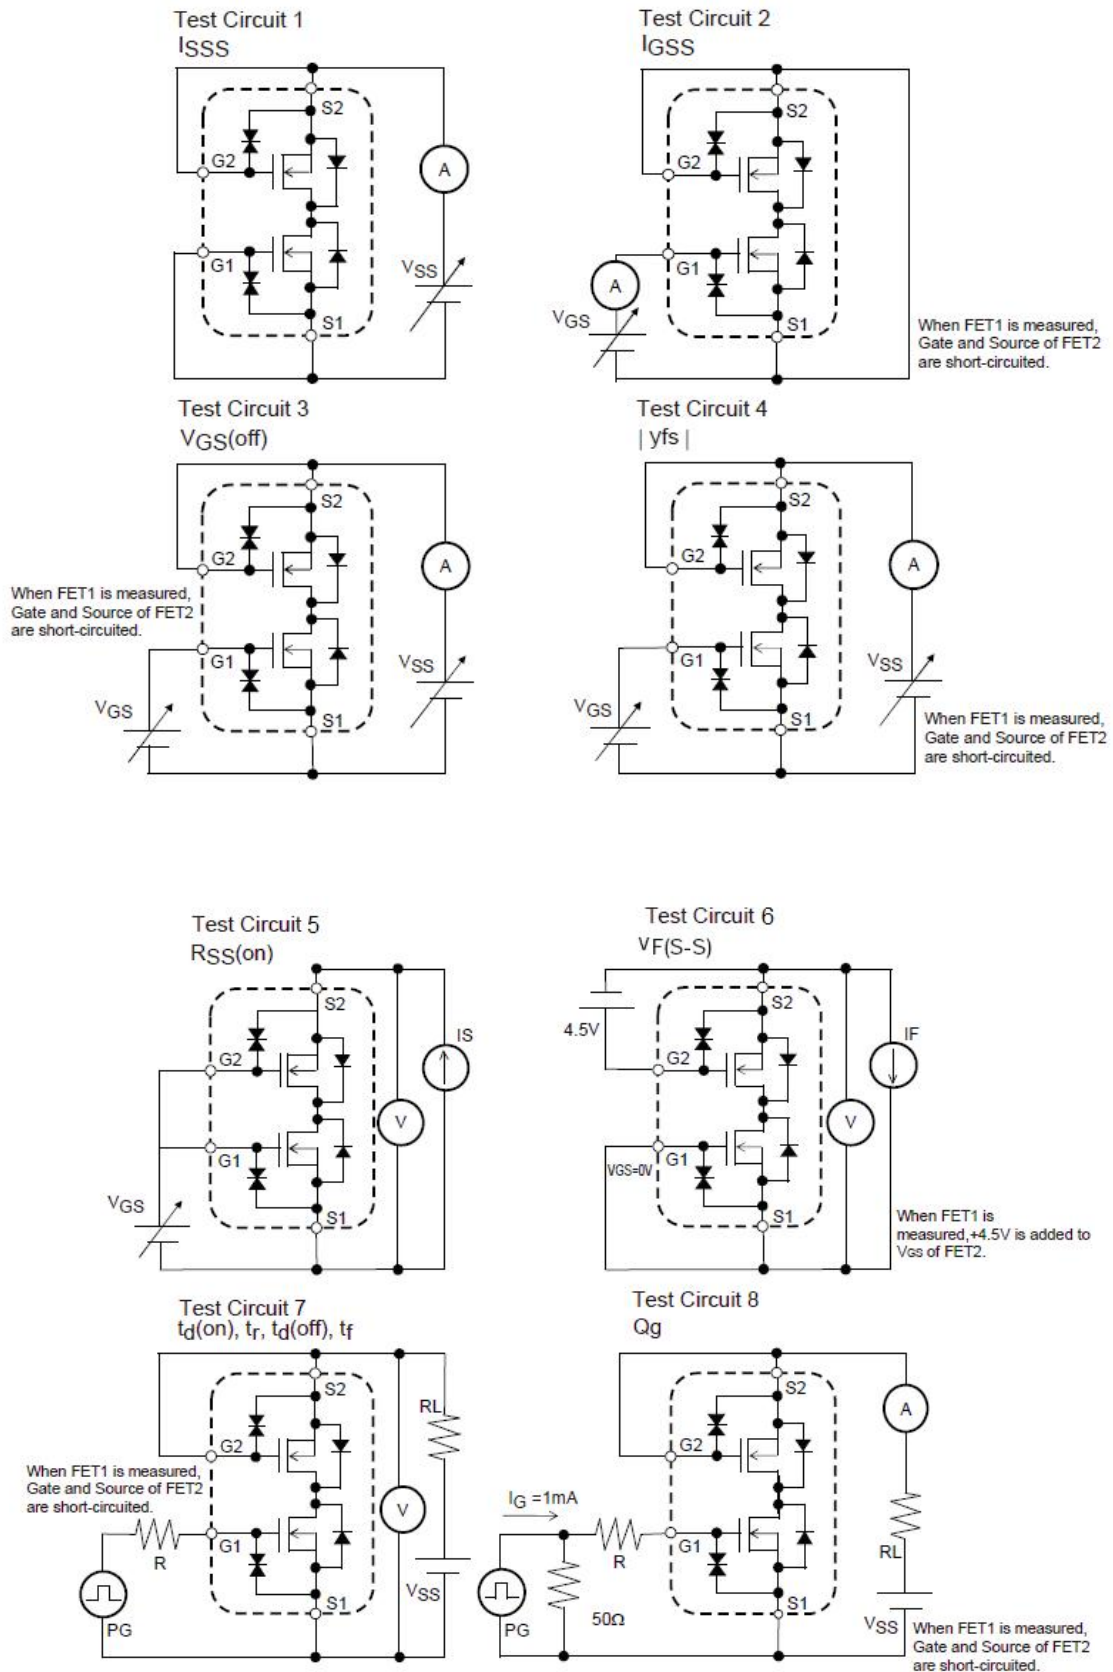 Test Circuit 1
ISSS
S2
G2
A
VSS
G1
S1
Test Circuit 2
IGSS
S2
G2
G1
A
VGS
S1
When FET1 is measured,
Gate and Source of FET2
are short-circuited.
Test Circuit 3
VGS(off)
S2
G2
A
When FET1 is measured,
Gate and Source of FET2
are short-circuited.
G1
VSS
VGS
S1
Test Circuit 4
| yfs |
S2
G2
A
G1
VSS
VGS
S1
When FET1 is measured,
Gate and Source of FET2
are short-circuited.
Test Circuit 5
RSS(on)
S2
IS
G2
V
G1
VGS
S1
Test Circuit 6
VF(S-S)
S2
4.5V
IF
G2
V
G1
VGS=0V
S1
When FET1 is
measured,+4.5V is added to
VGS of FET2.
Test Circuit 7
td(on), tr, td(off), tf
S2
RL
G2
When FET1 is measured,
Gate and Source of FET2
are short-circuited.
V
G1
R
VSS
S1
PG
Test Circuit 8
Qg
S2
A
G2
IG =1mA
G1
R
RL
50Ω
S1
PG
VSS
When FET1 is measured,
Gate and Source of FET2
are short-circuited.